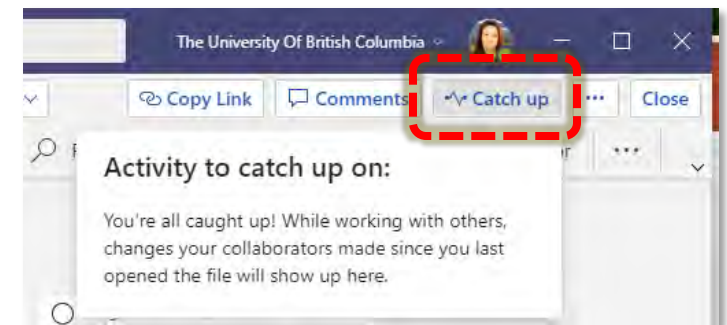 The University Of British Columbia
Copy Link Comments Catch up ... Close
Activity to catch up on:
You're all caught up! While working with others,
changes your collaborators made since you last
opened the file will show up here.